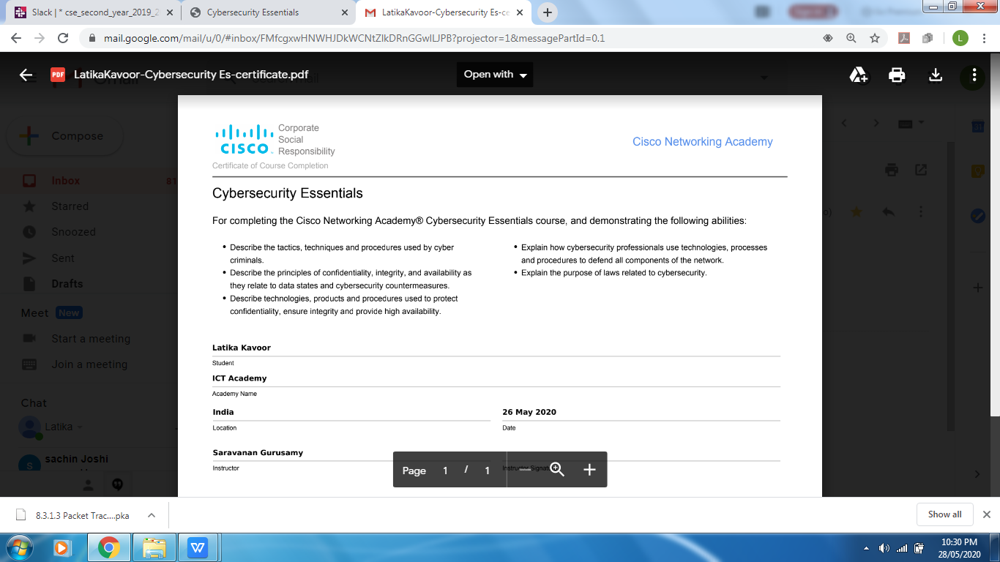 Slack | * cse_second_year_2019_2
Cybersecurity Essentials
LatikaKavoor-Cybersecurity Es-ce
mail.google.com/mail/u/0/#inbox/FMfcgxwHNWHJDkWCNtZlkDRnGGwlLJPB?projector=1&messagePartId=0.1
L
PDF
LatikaKavoor-Cybersecurity Es-certificate.pdf
Open with
Compose
Inbox
81
Starred
Snoozed
Sent
Drafts
Meet New
Start a meeting
Join a meeting
Chat
Latika
S
sachin Joshi
CISCO
Corporate
Social
Responsibility
Cisco Networking Academy
Certificate of Course Completion
Cybersecurity Essentials
For completing the Cisco Networking Academy® Cybersecurity Essentials course, and demonstrating the following abilities:
• Describe the tactics, techniques and procedures used by cyber
criminals.
• Describe the principles of confidentiality, integrity, and availability as
they relate to data states and cybersecurity countermeasures.
• Describe technologies, products and procedures used to protect
confidentiality, ensure integrity and provide high availability.
• Explain how cybersecurity professionals use technologies, processes
and procedures to defend all components of the network.
• Explain the purpose of laws related to cybersecurity.
Latika Kavoor
Student
ICT Academy
Academy Name
India
Location
26 May 2020
Date
Saravanan Gurusamy
Instructor
Instructor Signat
Page 1 / 1
8.3.1.3 Packet Trac....pka
Show all
W
10:30 PM
28/05/2020